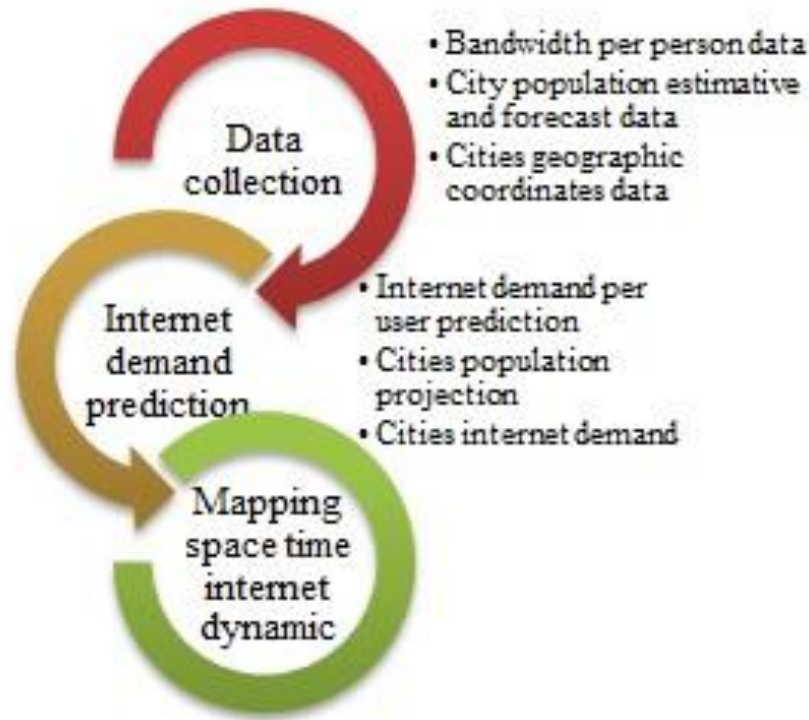 Data
collection
• Bandwidth per person data
• City population estimative
and forecast data
• Cities geographic
coordinates data
Internet
demand
prediction
• Internet demand per
user prediction
• Cities population
projection
• Cities internet demand
Mapping
space time
internet
dynamic